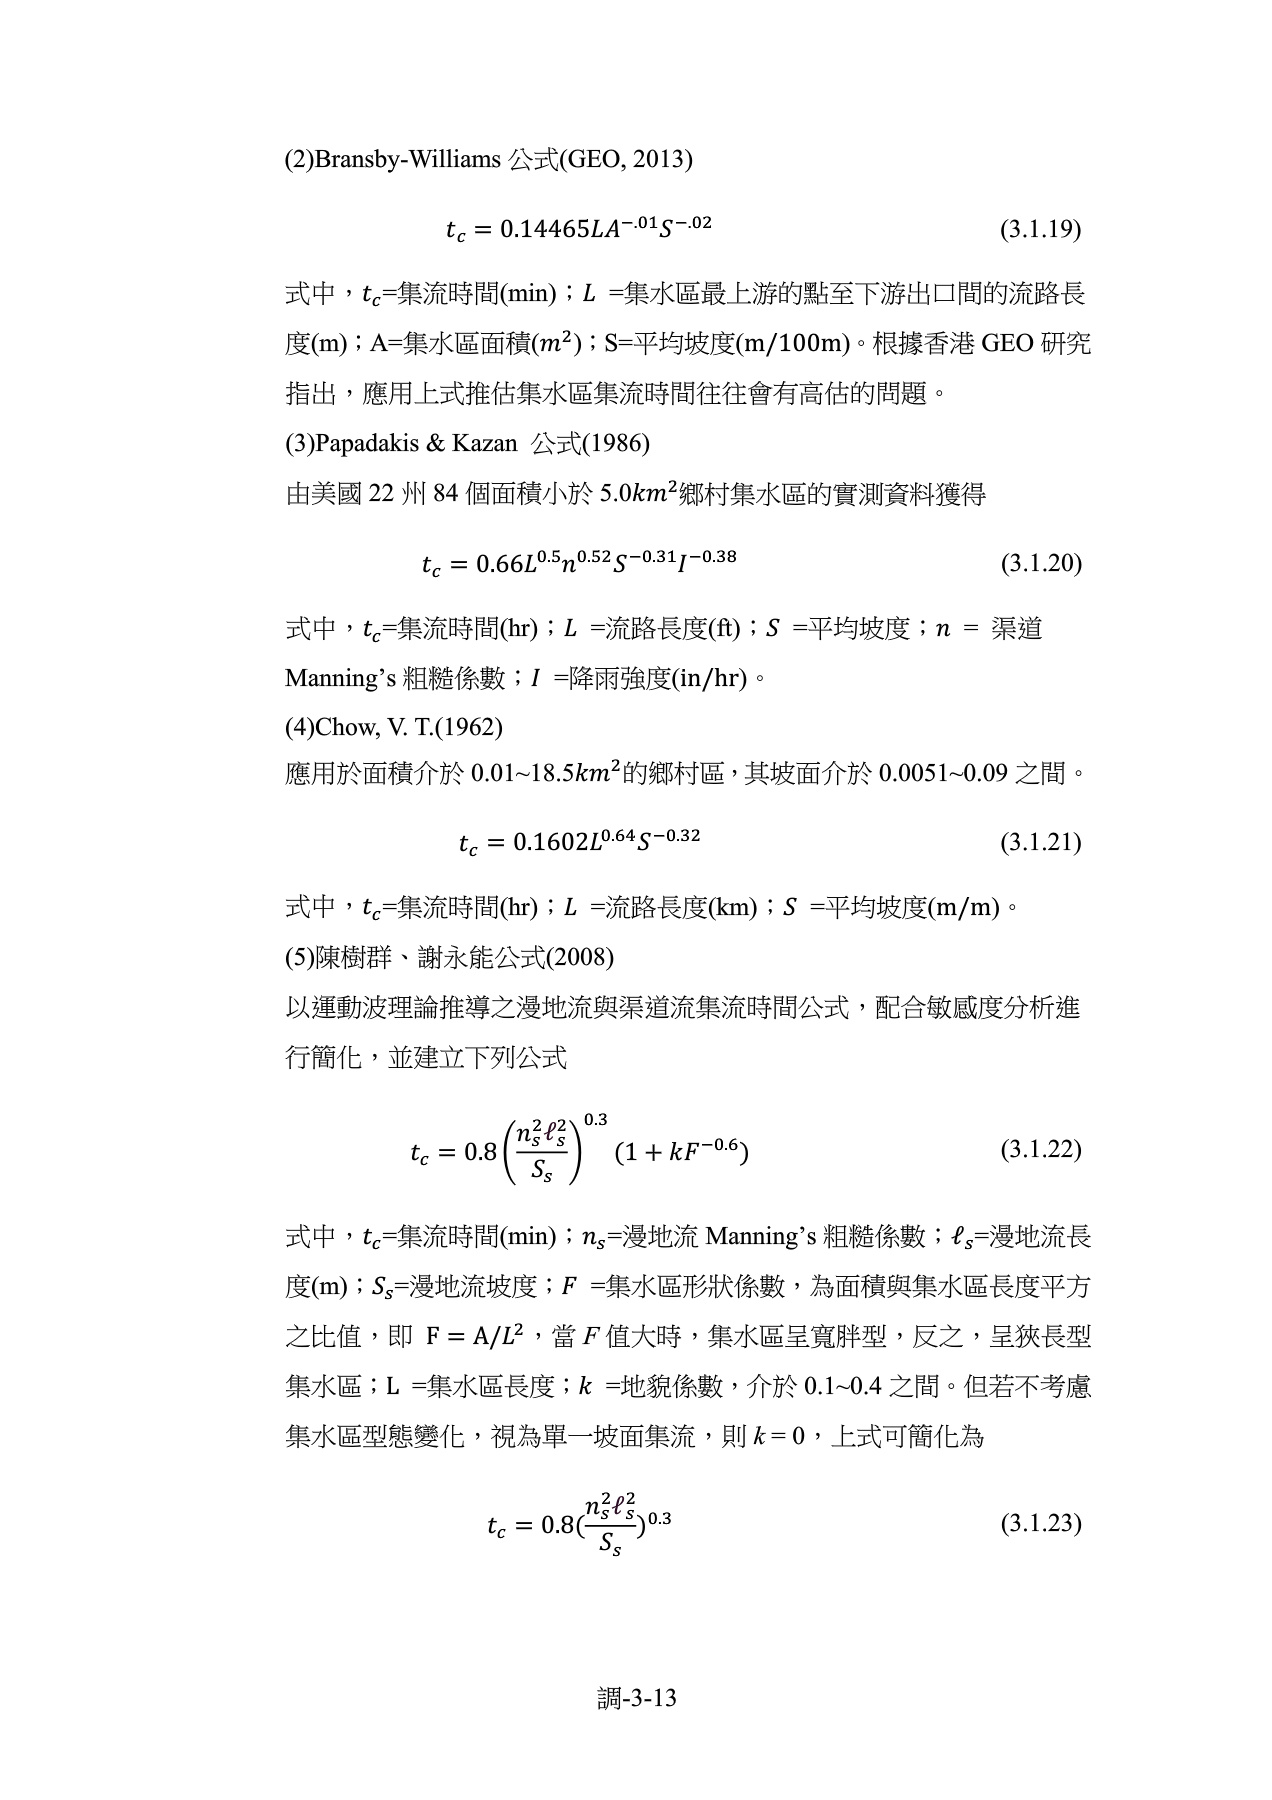 (2)Bransby-Williams 公式(GEO, 2013)
t_c = 0.14465LA^{-.01}S^{-.02} (3.1.19)
式中，t_c=集流時間(min)；L =集水區最上游的點至下游出口間的流路長
度(m)；A=集水區面積(m²)；S=平均坡度(m/100m)。根據香港 GEO 研究
指出，應用上式推估集水區集流時間往往會有高估的問題。
(3)Papadakis & Kazan 公式(1986)
由美國 22 州 84 個面積小於 5.0km²鄉村集水區的實測資料獲得
t_c = 0.66L^{0.5}n^{0.52}S^{-0.31}I^{-0.38} (3.1.20)
式中，t_c=集流時間(hr)；L =流路長度(ft)；S =平均坡度；n = 渠道
Manning’s 粗糙係數；I =降雨強度(in/hr)。
(4)Chow, V. T.(1962)
應用於面積介於 0.01~18.5km²的鄉村區，其坡面介於 0.0051~0.09 之間。
t_c = 0.1602L^{0.64}S^{-0.32} (3.1.21)
式中，t_c=集流時間(hr)；L =流路長度(km)；S =平均坡度(m/m)。
(5)陳樹群、謝永能公式(2008)
以運動波理論推導之漫地流與渠道流集流時間公式，配合敏感度分析進
行簡化，並建立下列公式
t_c = 0.8(n_s^2 ℓ_s^2 / S_s)^{0.3} (1 + kF^{-0.6}) (3.1.22)
式中，t_c=集流時間(min)；n_s=漫地流 Manning’s 粗糙係數；ℓ_s=漫地流長
度(m)；S_s=漫地流坡度；F =集水區形狀係數，為面積與集水區長度平方
之比值，即 F = A/L²，當 F 值大時，集水區呈寬胖型，反之，呈狹長型
集水區；L =集水區長度；k =地貌係數，介於 0.1~0.4 之間。但若不考慮
集水區型態變化，視為單一坡面集流，則 k = 0，上式可簡化為
t_c = 0.8(n_s^2 ℓ_s^2 / S_s)^{0.3} (3.1.23)
調-3-13